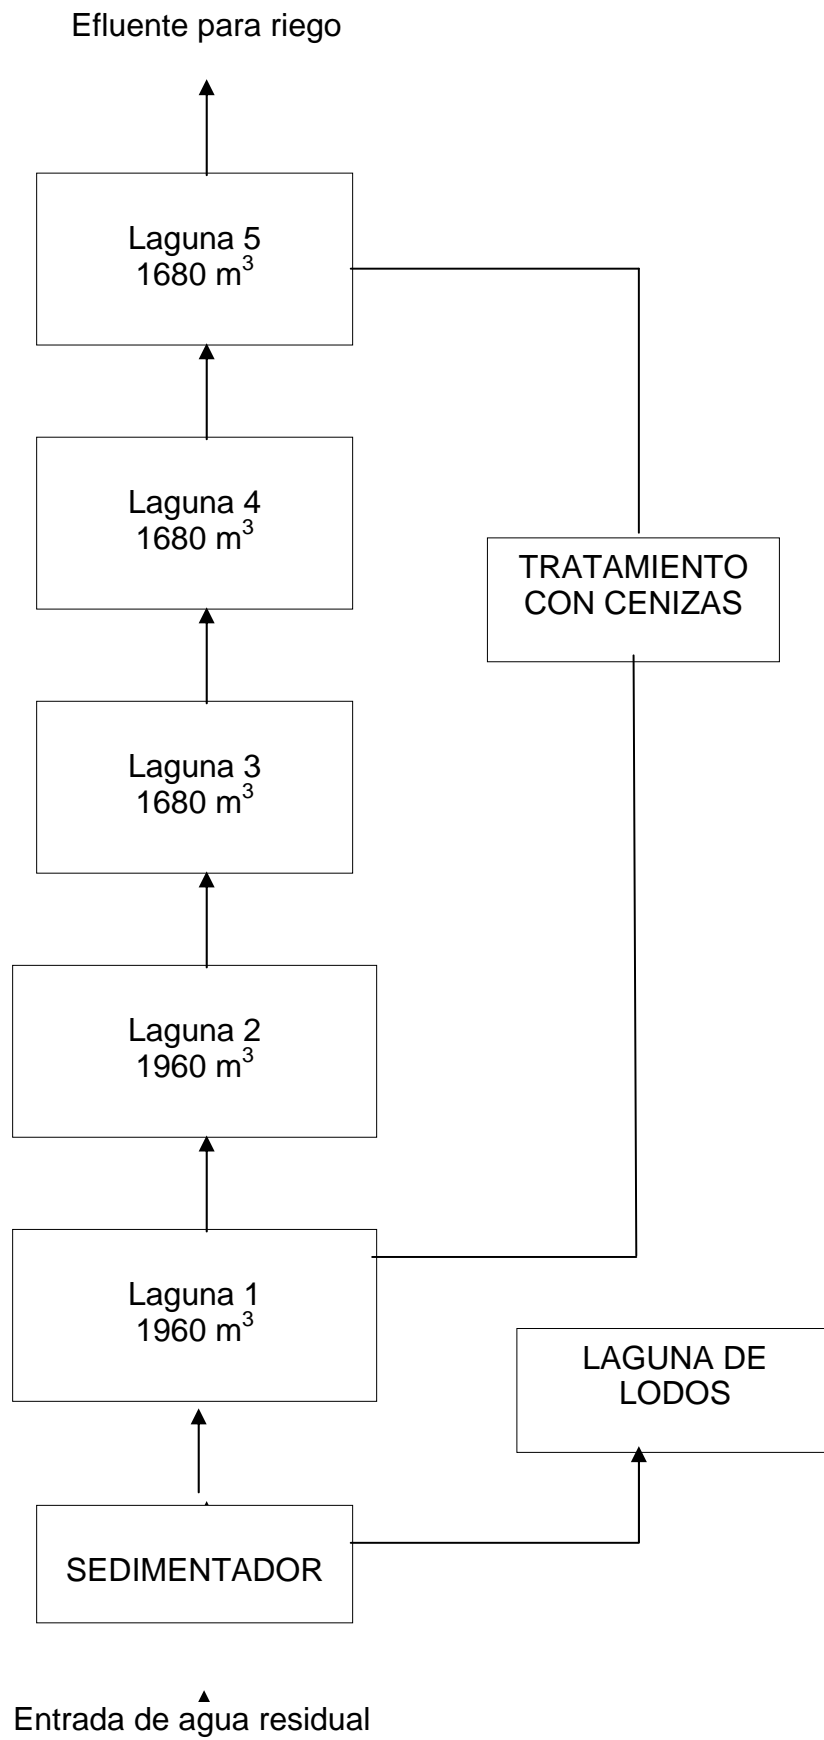 Efluente para riego
Laguna 5
1680 m³
Laguna 4
1680 m³
TRATAMIENTO
CON CENIZAS
Laguna 3
1680 m³
Laguna 2
1960 m³
Laguna 1
1960 m³
LAGUNA DE
LODOS
SEDIMENTADOR
Entrada de agua residual